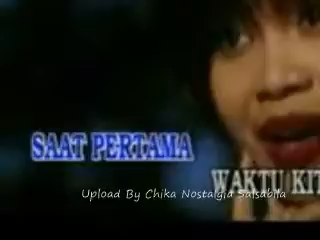 SAAT PERTAMA
WAKTU KIT
Upload By Chika Nostalgia Salsabila